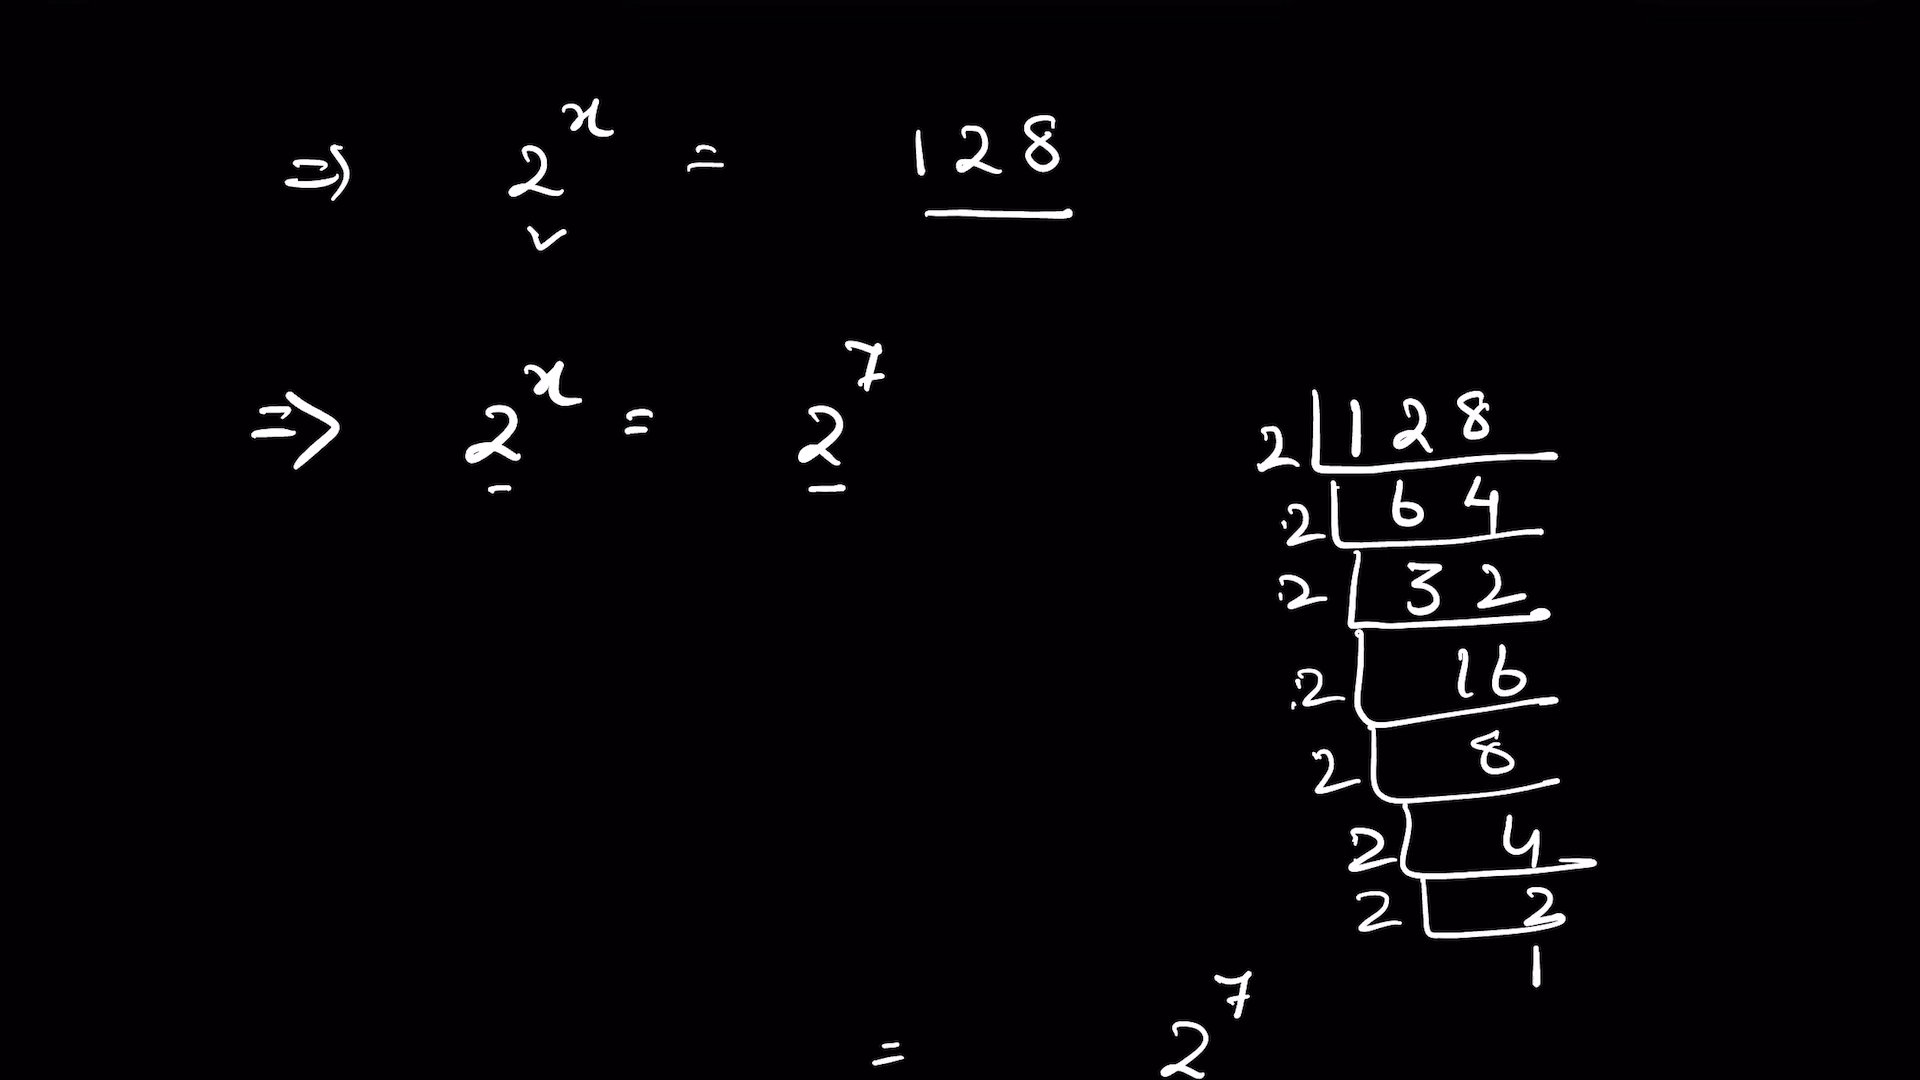 ⇒ 2^x = 128
⇒ 2^x = 2^7
2 | 128
2 | 64
2 | 32
2 | 16
2 | 8
2 | 4
2 | 2
1
= 2^7